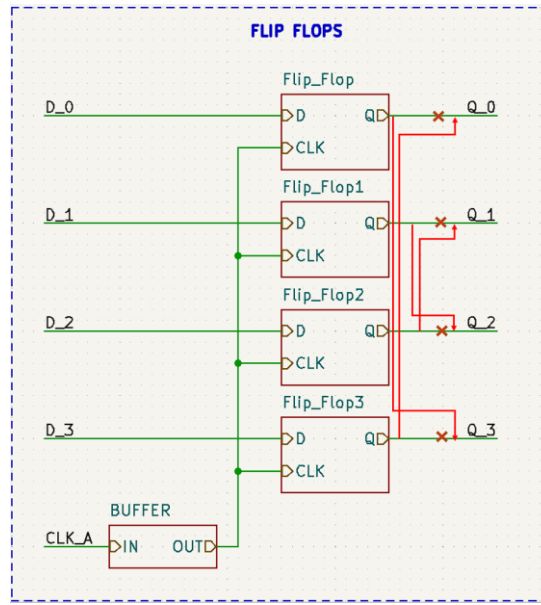 FLIP FLOPS
Flip_Flop
D_0
D
Q
Q_0
CLK
Flip_Flop1
D_1
D
Q
Q_1
CLK
Flip_Flop2
D_2
D
Q
Q_2
CLK
Flip_Flop3
D_3
D
Q
Q_3
CLK
BUFFER
CLK_A
IN
OUT